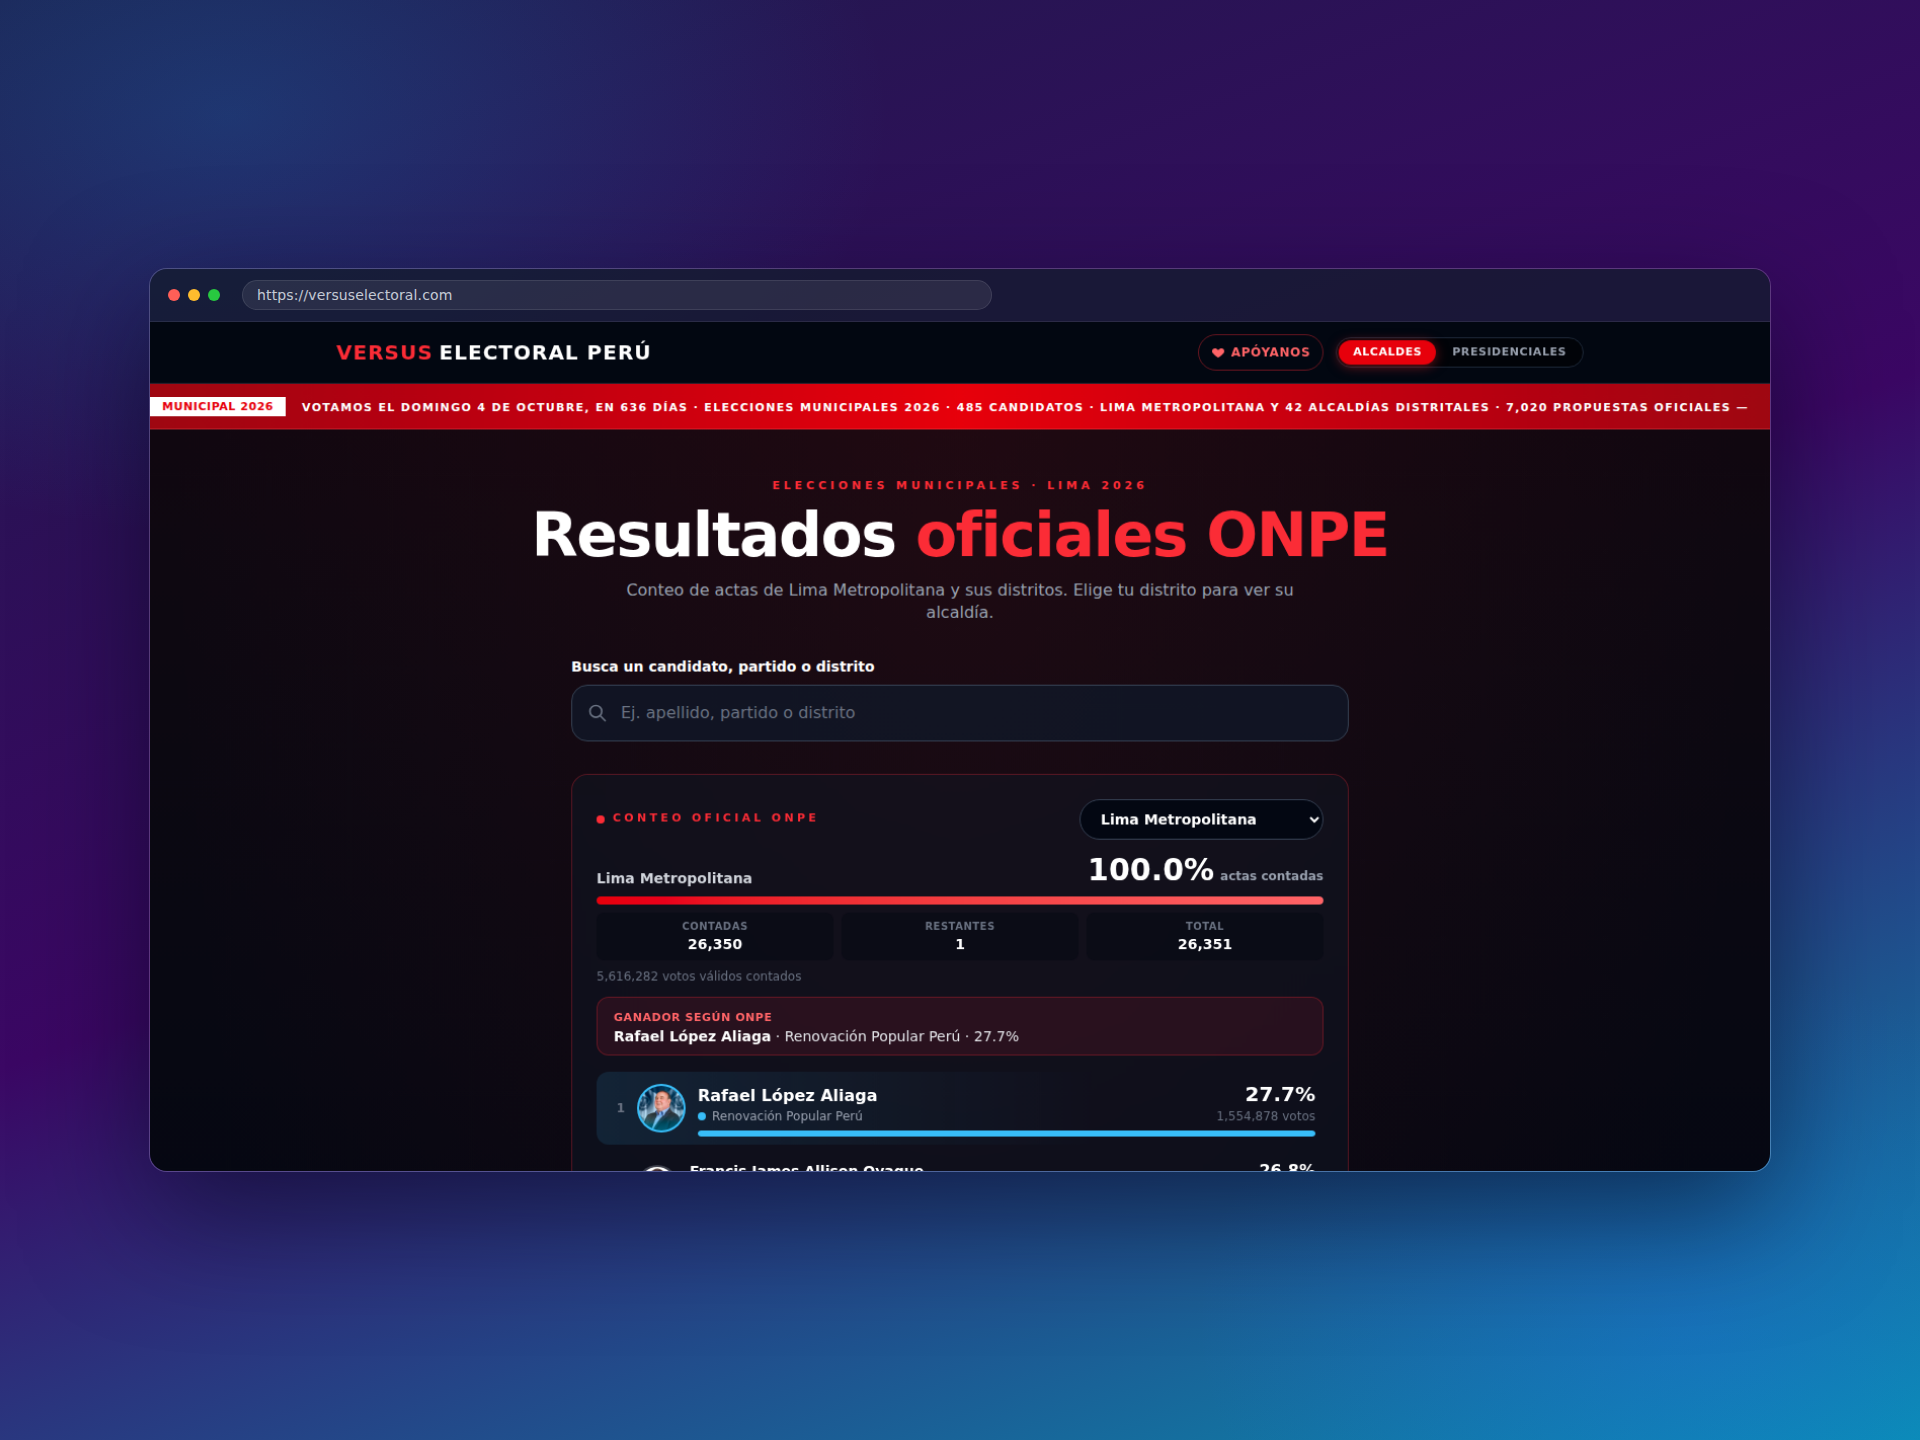 https://versuselectoral.com
VERSUS ELECTORAL PERÚ
APÓYANOS
ALCALDES
PRESIDENCIALES
MUNICIPAL 2026
VOTAMOS EL DOMINGO 4 DE OCTUBRE, EN 636 DÍAS · ELECCIONES MUNICIPALES 2026 · 485 CANDIDATOS · LIMA METROPOLITANA Y 42 ALCALDÍAS DISTRITALES · 7,020 PROPUESTAS OFICIALES —
ELECCIONES MUNICIPALES · LIMA 2026
Resultados oficiales ONPE
Conteo de actas de Lima Metropolitana y sus distritos. Elige tu distrito para ver su
alcaldía.
Busca un candidato, partido o distrito
Ej. apellido, partido o distrito
CONTEO OFICIAL ONPE
Lima Metropolitana
Lima Metropolitana
100.0% actas contadas
CONTADAS
26,350
RESTANTES
1
TOTAL
26,351
5,616,282 votos válidos contados
GANADOR SEGÚN ONPE
Rafael López Aliaga · Renovación Popular Perú · 27.7%
1
Rafael López Aliaga
27.7%
Renovación Popular Perú
1,554,878 votos
Francis James Allison Oyague
26.8%